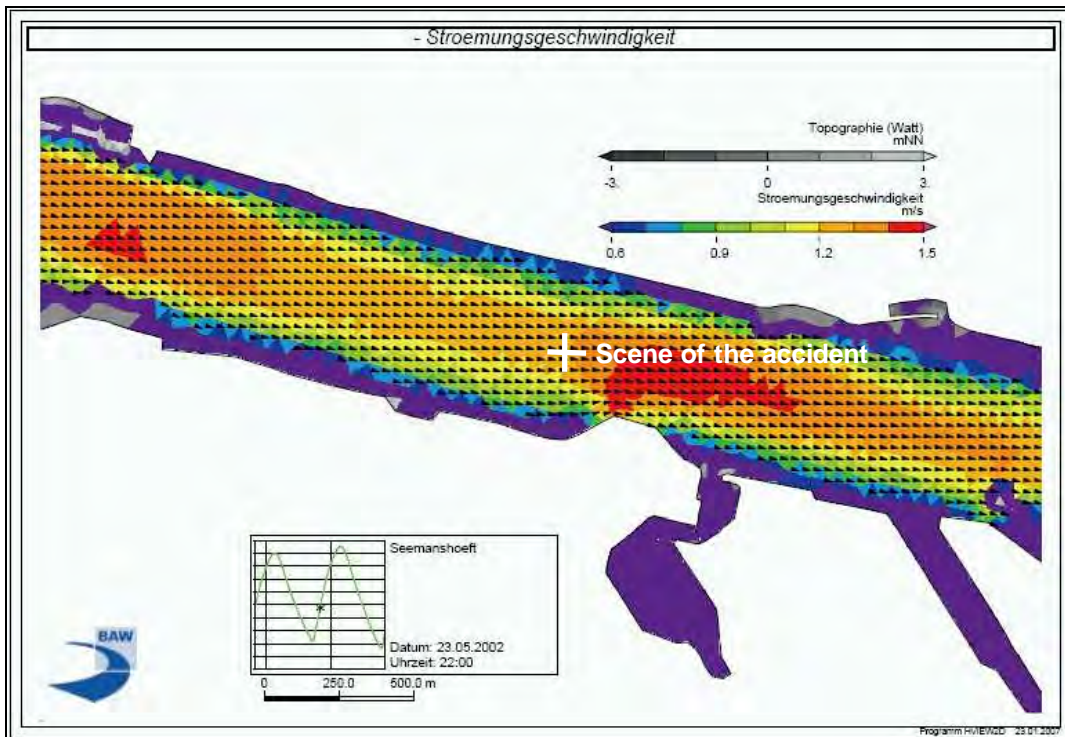 - Stroemungsgeschwindigkeit
Topographie (Watt)
mNN
-3. 0 3.
Stroemungsgeschwindigkeit
m/s
0.6 0.9 1.2 1.5
Scene of the accident
Seemanshoeft
Datum: 23.05.2002
Uhrzeit: 22:00
0 250.0 500.0 m
BAW
Programm HVIEW2D 23.01.2007